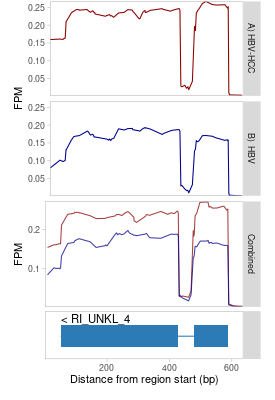 0.25
0.20
0.15
0.10
0.05
A) HBV-HCC
FPM
0.25
0.20
0.15
0.10
0.05
B) HBV
0.2
0.1
FPM
Combined
< RI_UNKL_4
200 400 600
Distance from region start (bp)